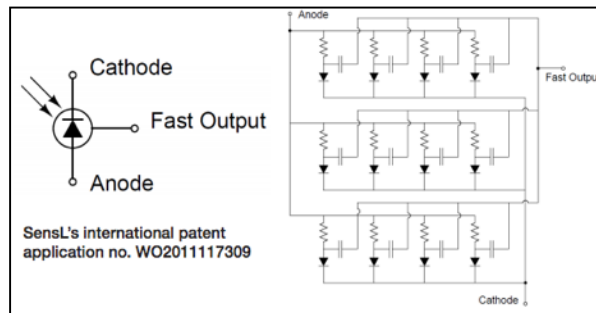 Cathode
Fast Output
Anode
SensL's international patent
application no. WO2011117309
Anode
Fast Output
Cathode